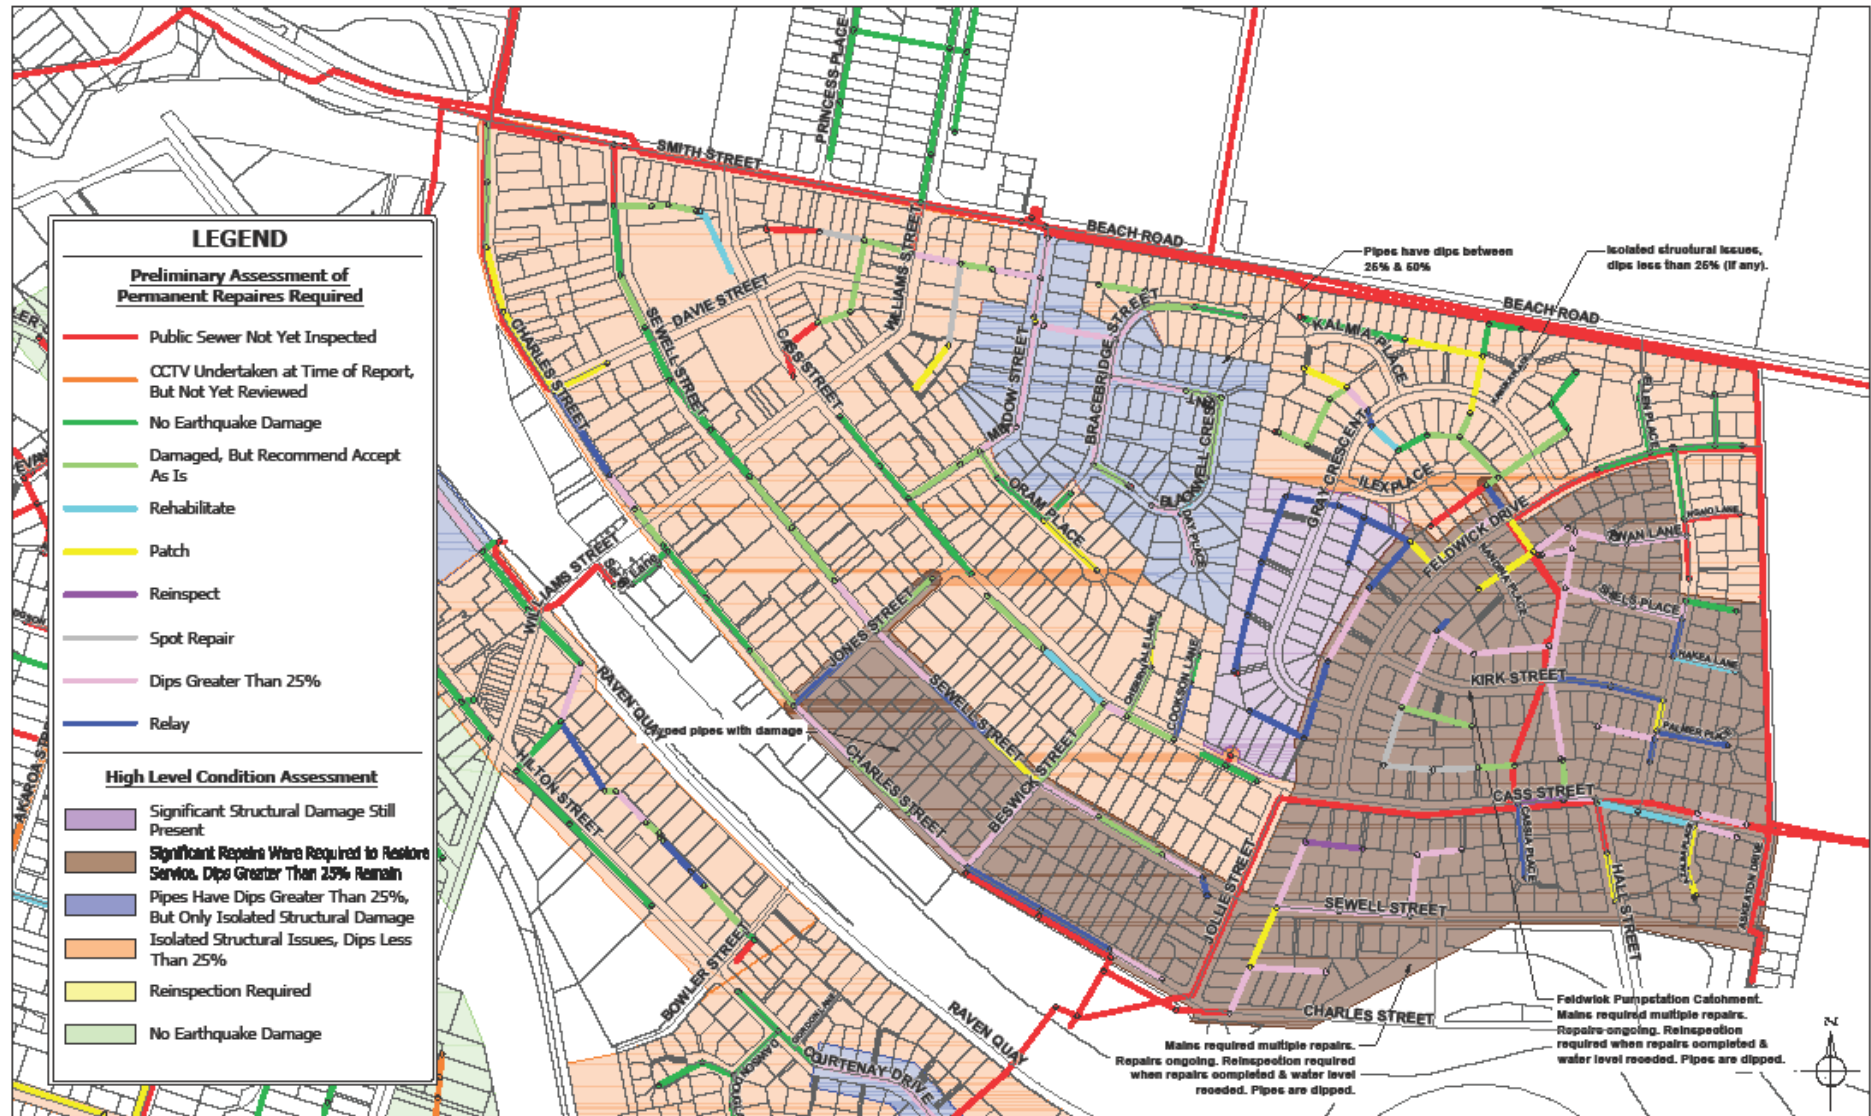 LEGEND
Preliminary Assessment of
Permanent Repaires Required
Public Sewer Not Yet Inspected
CCTV Undertaken at Time of Report,
But Not Yet Reviewed
No Earthquake Damage
Damaged, But Recommend Accept
As Is
Rehabilitate
Patch
Reinspect
Spot Repair
Dips Greater Than 25%
Relay
High Level Condition Assessment
Significant Structural Damage Still
Present
Significant Repairs Were Required to Restore
Service. Dips Greater Than 25% Remain
Pipes Have Dips Greater Than 25%,
But Only Isolated Structural Damage
Isolated Structural Issues, Dips Less
Than 25%
Reinspection Required
No Earthquake Damage
PRINCESS PLACE
SMITH STREET
BEACH ROAD
BEACH ROAD
Pipes have dips between
25% & 50%
Isolated structural issues,
dips less than 25% (if any).
WILLIAMS STREET
DAVIE STREET
SEWELL STREET
CASS STREET
CHARLES STREET
MEADOW STREET
BRACEBRIDGE STREET
BLACKWELL CRES
DAY PLACE
ORAM PLACE
KALMIA PLACE
GRAY CRESCENT
ILEX PLACE
ELLEN PLACE
FELDWICK DRIVE
SWAN LANE
KIRK STREET
HAKEA LANE
PALMER PLACE
CASS STREET
CASSIA PLACE
HALL STREET
ASKEATON DRIVE
JONES STREET
SEWELL STREET
CHERRYVALE LANE
COOKSON LANE
BESWICK STREET
CHARLES STREET
JOLLIE STREET
SEWELL STREET
CHARLES STREET
WILLIAMS STREET
Lane
RAVEN QUAY
pipes with damage
HILTON STREET
BOWLER STREET
RAVEN QUAY
COURTENAY DRIVE
Mains required multiple repairs.
Repairs ongoing. Reinspection required
when repairs completed & water level
receded. Pipes are dipped.
Feldwick Pumpstation Catchment.
Mains required multiple repairs.
Repairs ongoing. Reinspection
required when repairs completed &
water level receded. Pipes are dipped.
N